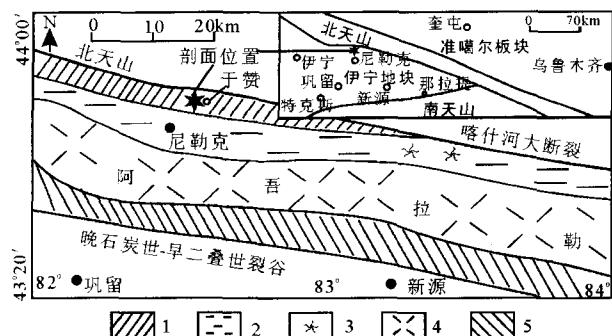 N
0 10 20km
0 70km
44°00′
北天山
剖面位置
于赞
尼勒克
喀什河大断裂
阿吾拉勒
晚石炭世-早二叠世裂谷
43°20′
82°
巩留
83°
新源
84°
奎屯
准噶尔板块
北天山
乌鲁木齐
伊宁
尼勒克
巩留
伊宁地块
那拉提
特克斯
新源
南天山
1 2 3 4 5